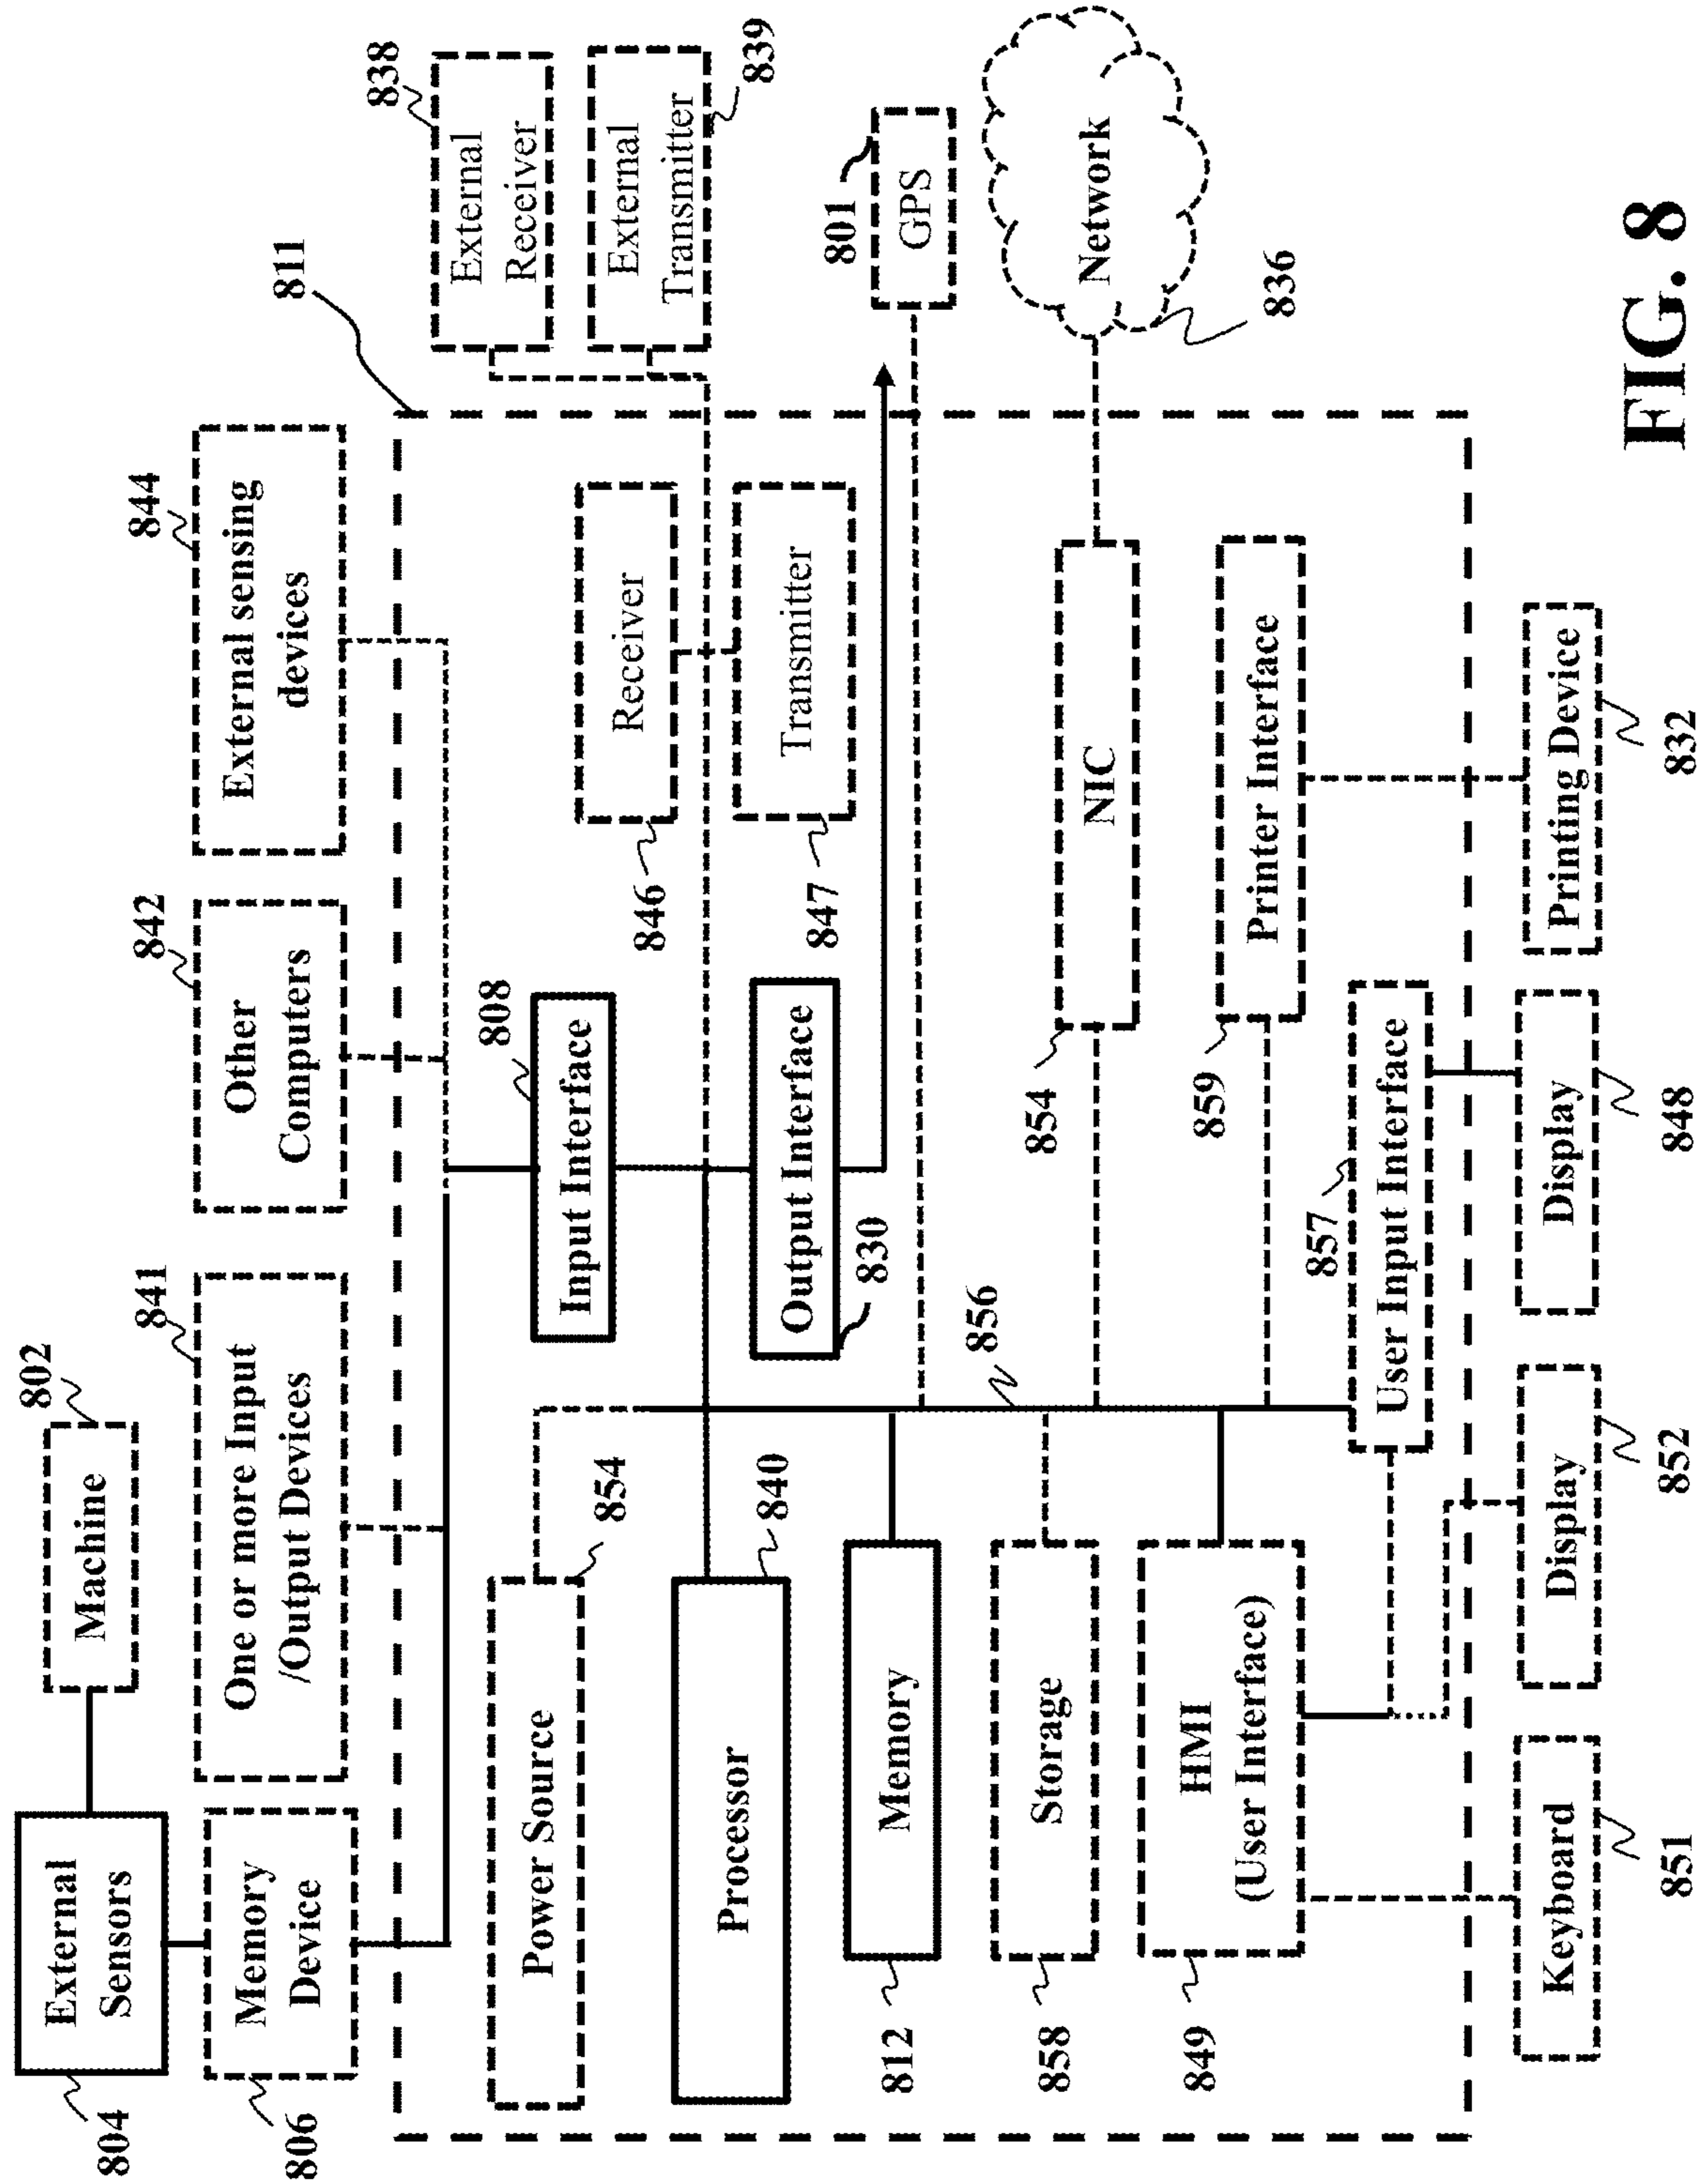 802
Machine
804
External
Sensors
806
Memory
Device
841
One or more Input
/Output Devices
842
Other
Computers
844
External sensing
devices
811
838
External
Receiver
External
Transmitter
839
854
Power Source
808
Input Interface
846
Receiver
840
Processor
Output Interface
830
847
Transmitter
801
GPS
812
Memory
856
858
Storage
854
NIC
Network
836
849
HMI
(User Interface)
859
Printer Interface
857
User Input Interface
Keyboard
851
Display
852
Display
848
Printing Device
832
FIG. 8